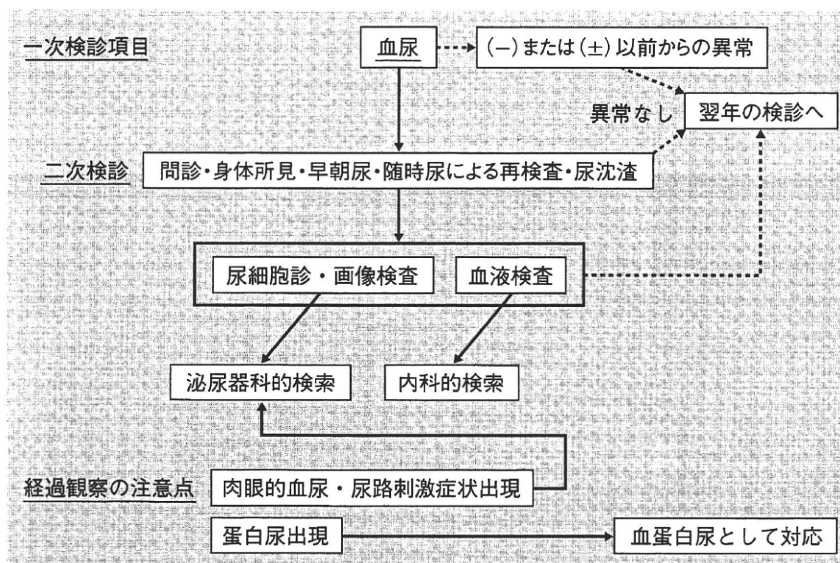 一次検診項目
血尿
(－)または(±)以前からの異常
異常なし
翌年の検診へ
二次検診
問診・身体所見・早朝尿・随時尿による再検査・尿沈渣
尿細胞診・画像検査
血液検査
泌尿器科的検索
内科的検索
経過観察の注意点
肉眼的血尿・尿路刺激症状出現
蛋白尿出現
血蛋白尿として対応